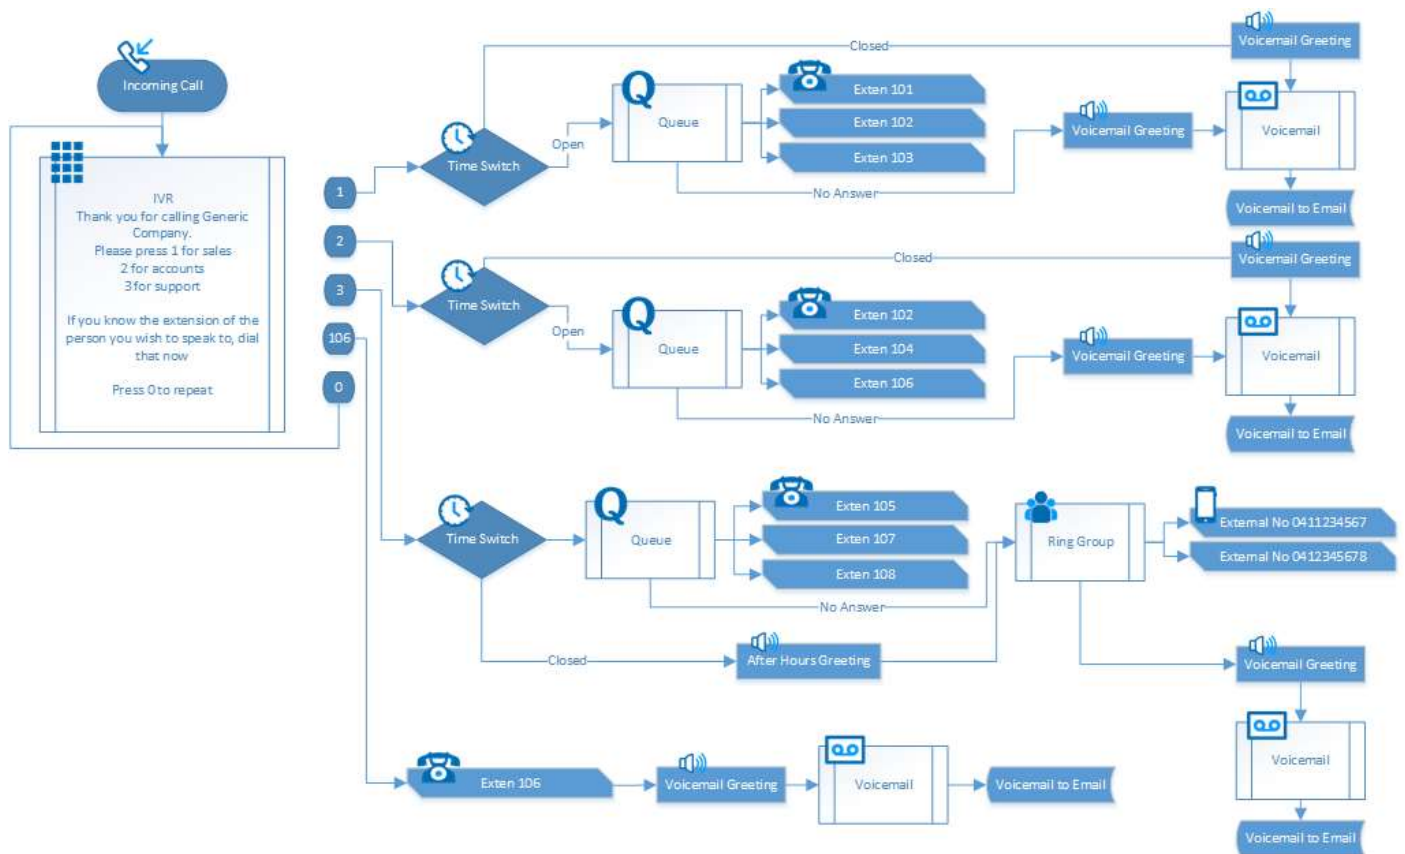 Incoming Call
IVR
Thank you for calling Generic
Company.
Please press 1 for sales
2 for accounts
3 for support
If you know the extension of the
person you wish to speak to, dial
that now
Press 0 to repeat
1
2
3
106
0
Time Switch
Closed
Open
Q
Queue
Exten 101
Exten 102
Exten 103
No Answer
Voicemail Greeting
Voicemail Greeting
Voicemail
Voicemail to Email
Time Switch
Closed
Open
Q
Queue
Exten 102
Exten 104
Exten 106
No Answer
Voicemail Greeting
Voicemail Greeting
Voicemail
Voicemail to Email
Time Switch
Q
Queue
Exten 105
Exten 107
Exten 108
No Answer
Closed
After Hours Greeting
Ring Group
External No 0411234567
External No 0412345678
Voicemail Greeting
Voicemail
Voicemail to Email
Exten 106
Voicemail Greeting
Voicemail
Voicemail to Email